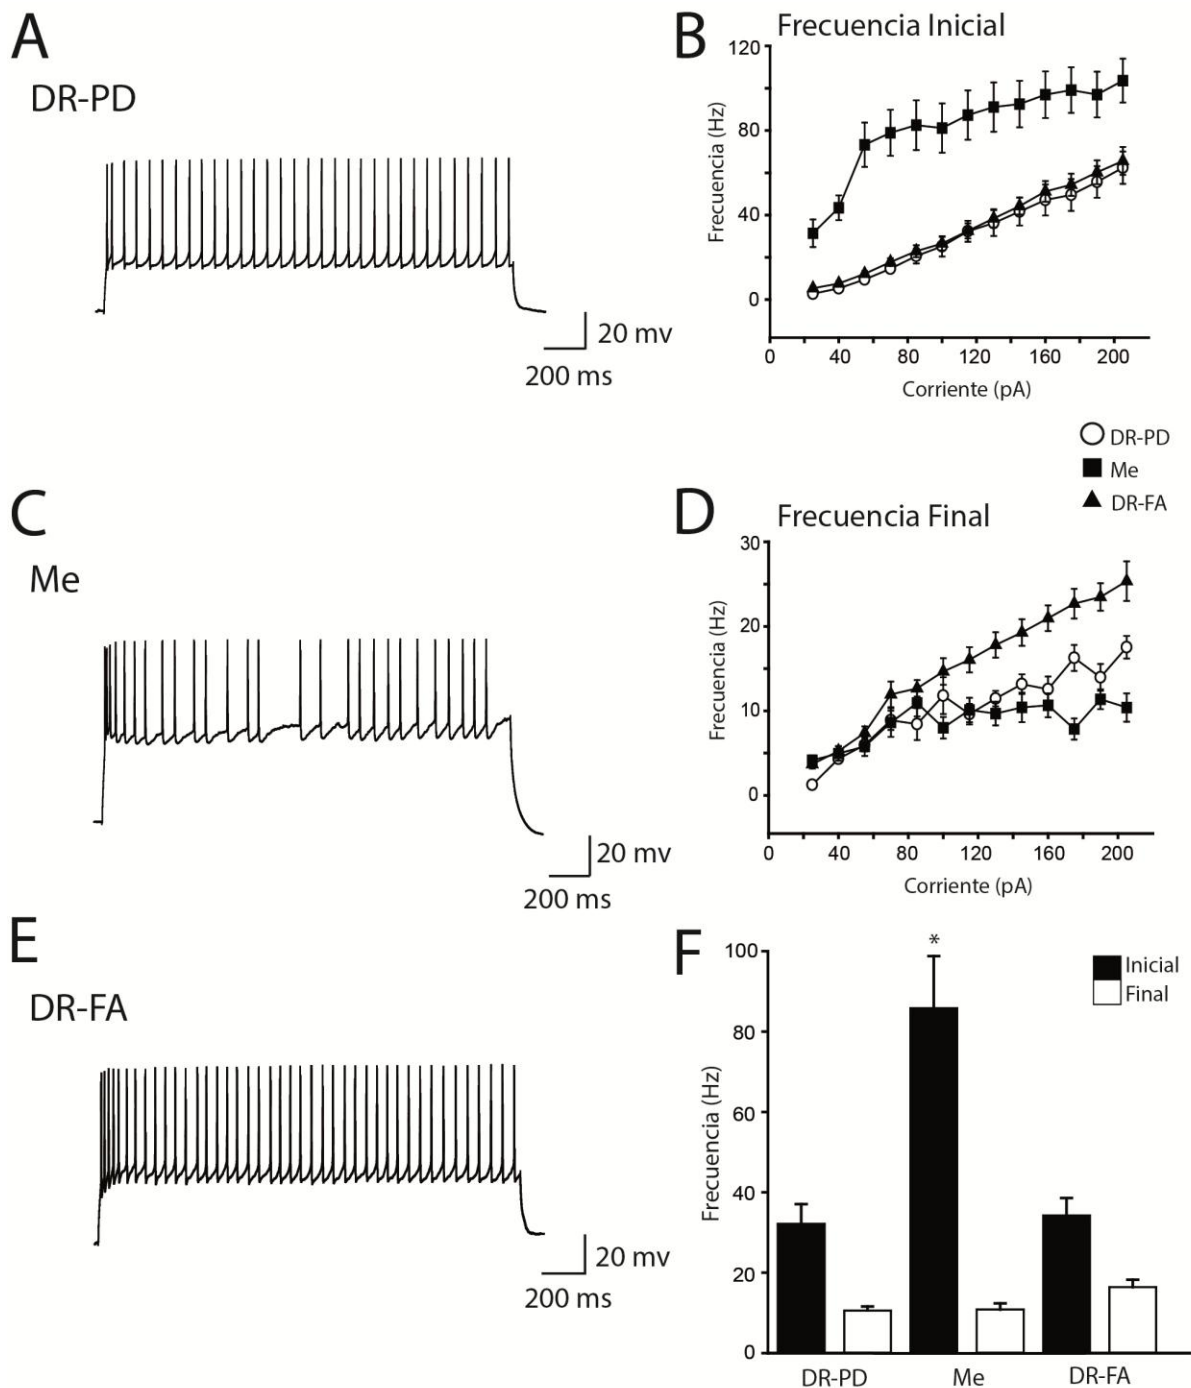 A
DR-PD
20 mv
200 ms
B
Frecuencia Inicial
Frecuencia (Hz)
120
80
40
0
0 40 80 120 160 200
Corriente (pA)
DR-PD
Me
DR-FA
C
Me
20 mv
200 ms
D
Frecuencia Final
Frecuencia (Hz)
30
20
10
0
0 40 80 120 160 200
Corriente (pA)
E
DR-FA
20 mv
200 ms
F
*
Inicial
Final
Frecuencia (Hz)
100
80
60
40
20
0
DR-PD Me DR-FA